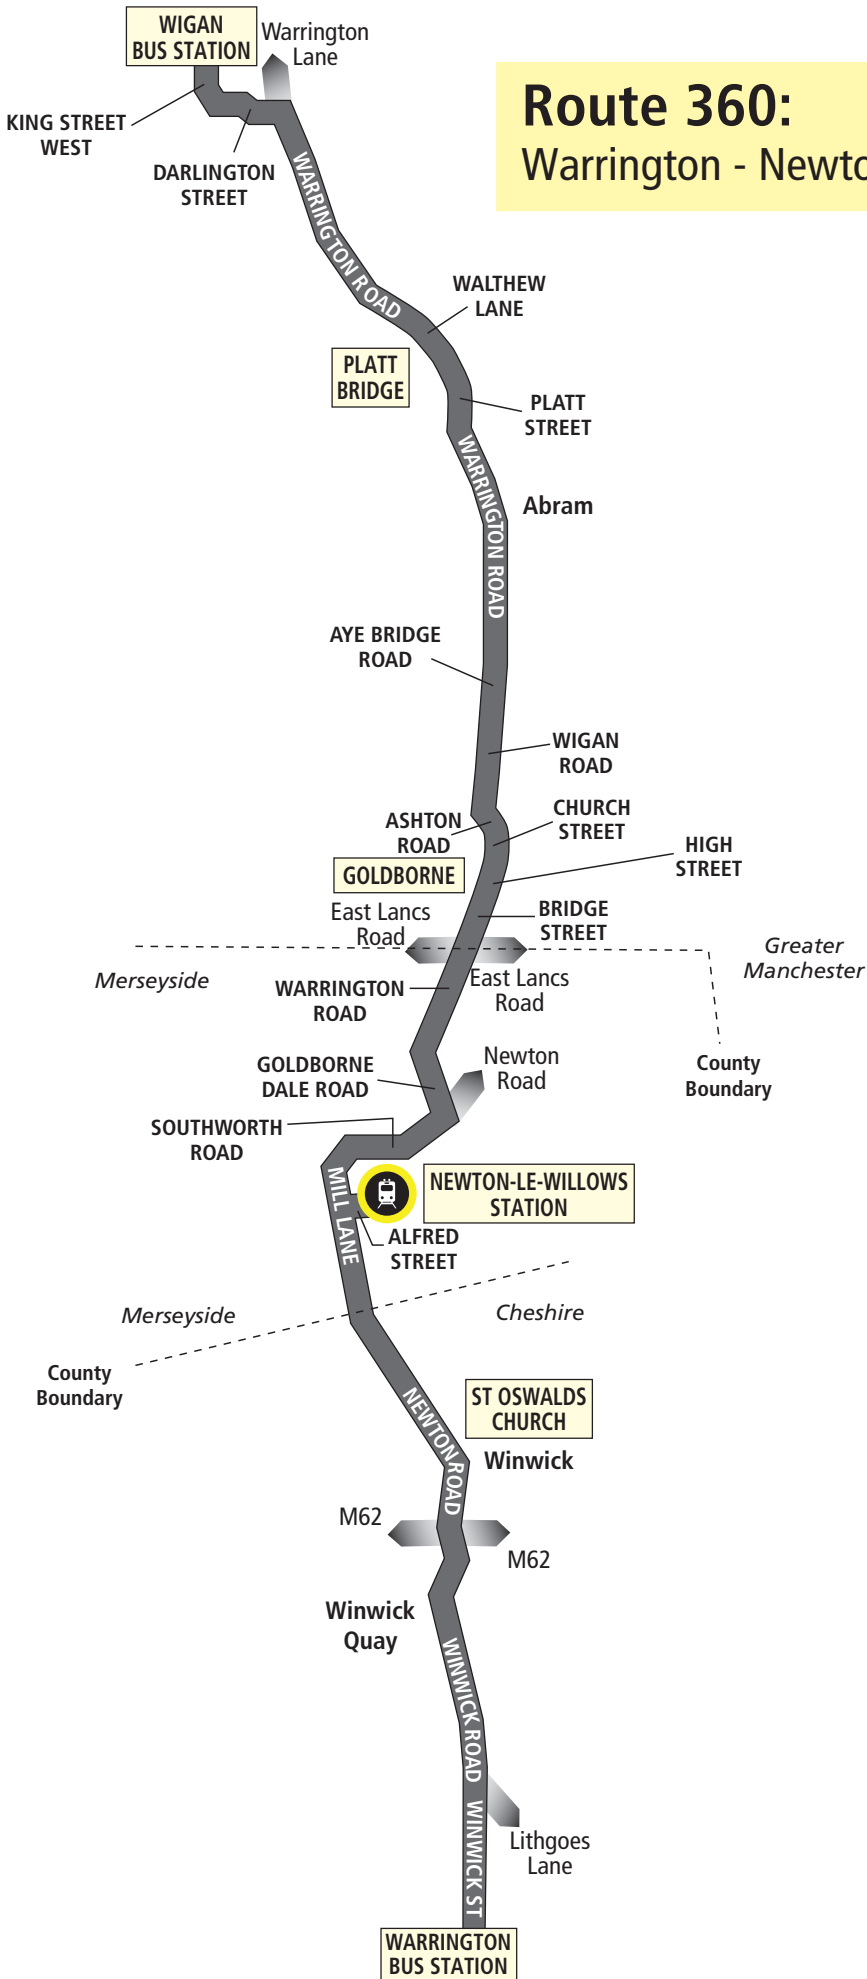 WIGAN
BUS STATION
Warrington
Lane
Route 360:
Warrington - Newto
KING STREET
WEST
DARLINGTON
STREET
WARRINGTON ROAD
WALTHEW
LANE
PLATT
BRIDGE
PLATT
STREET
WARRINGTON ROAD
Abram
AYE BRIDGE
ROAD
WIGAN
ROAD
ASHTON
ROAD
CHURCH
STREET
HIGH
STREET
GOLDBORNE
East Lancs
Road
BRIDGE
STREET
Greater
Manchester
Merseyside
WARRINGTON
ROAD
East Lancs
Road
GOLDBORNE
DALE ROAD
Newton
Road
County
Boundary
SOUTHWORTH
ROAD
MILL LANE
NEWTON-LE-WILLOWS
STATION
ALFRED
STREET
Merseyside
Cheshire
County
Boundary
NEWTON ROAD
ST OSWALDS
CHURCH
Winwick
M62
M62
Winwick
Quay
WINWICK ROAD
WINWICK ST
Lithgoes
Lane
WARRINGTON
BUS STATION